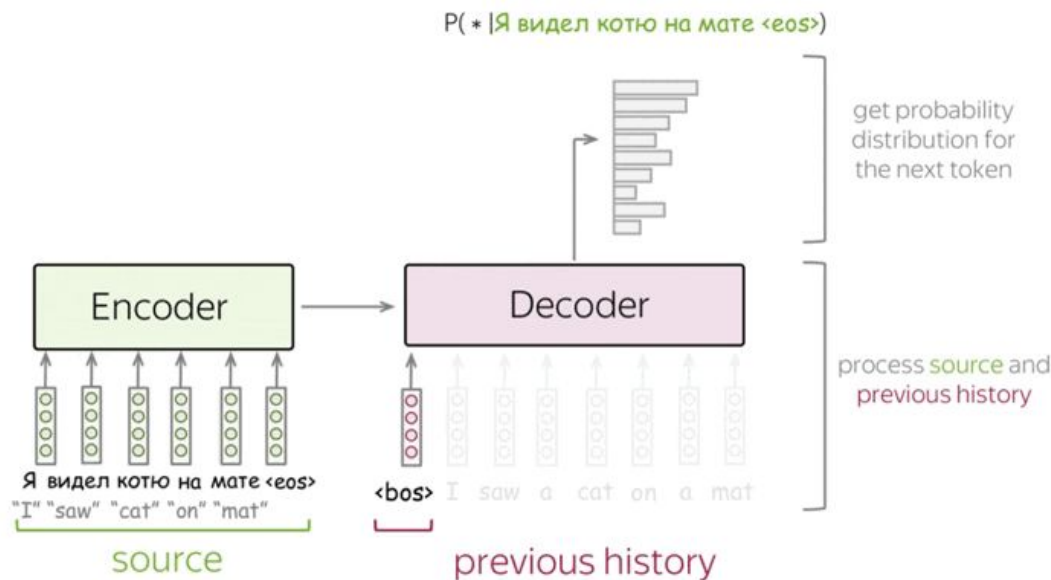 P( * |Я видел котю на мате <eos>)
get probability
distribution for
the next token
Encoder
Decoder
process source and
previous history
Я видел котю на мате <eos>
"I" "saw" "cat" "on" "mat"
<bos> I saw a cat on a mat
source
previous history